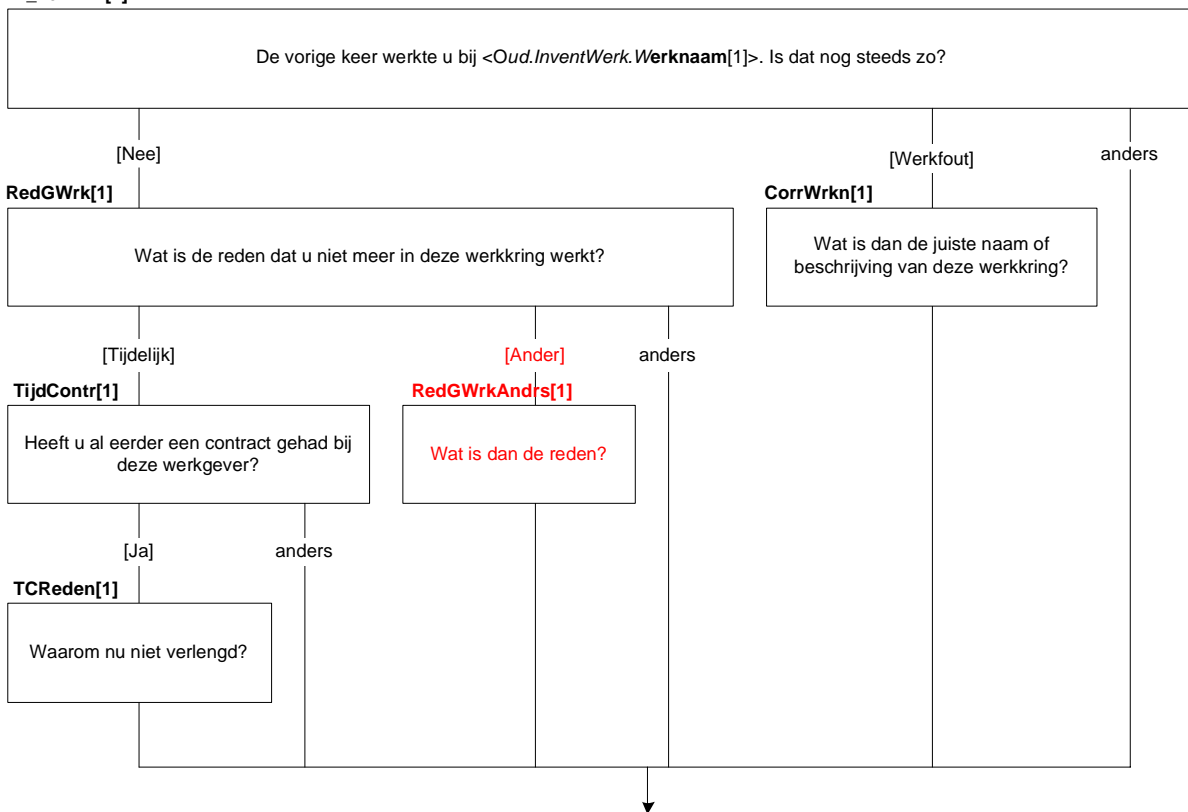 De vorige keer werkte u bij <Oud.InventWerk.Werknaam[1]>. Is dat nog steeds zo?
[Nee]
[Werkfout]
anders
RedGWrk[1]
CorrWrkn[1]
Wat is de reden dat u niet meer in deze werkkring werkt?
Wat is dan de juiste naam of
beschrijving van deze werkkring?
[Tijdelijk]
[Ander]
anders
TijdContr[1]
RedGWrkAndrs[1]
Heeft u al eerder een contract gehad bij
deze werkgever?
Wat is dan de reden?
[Ja]
anders
TCReden[1]
Waarom nu niet verlengd?